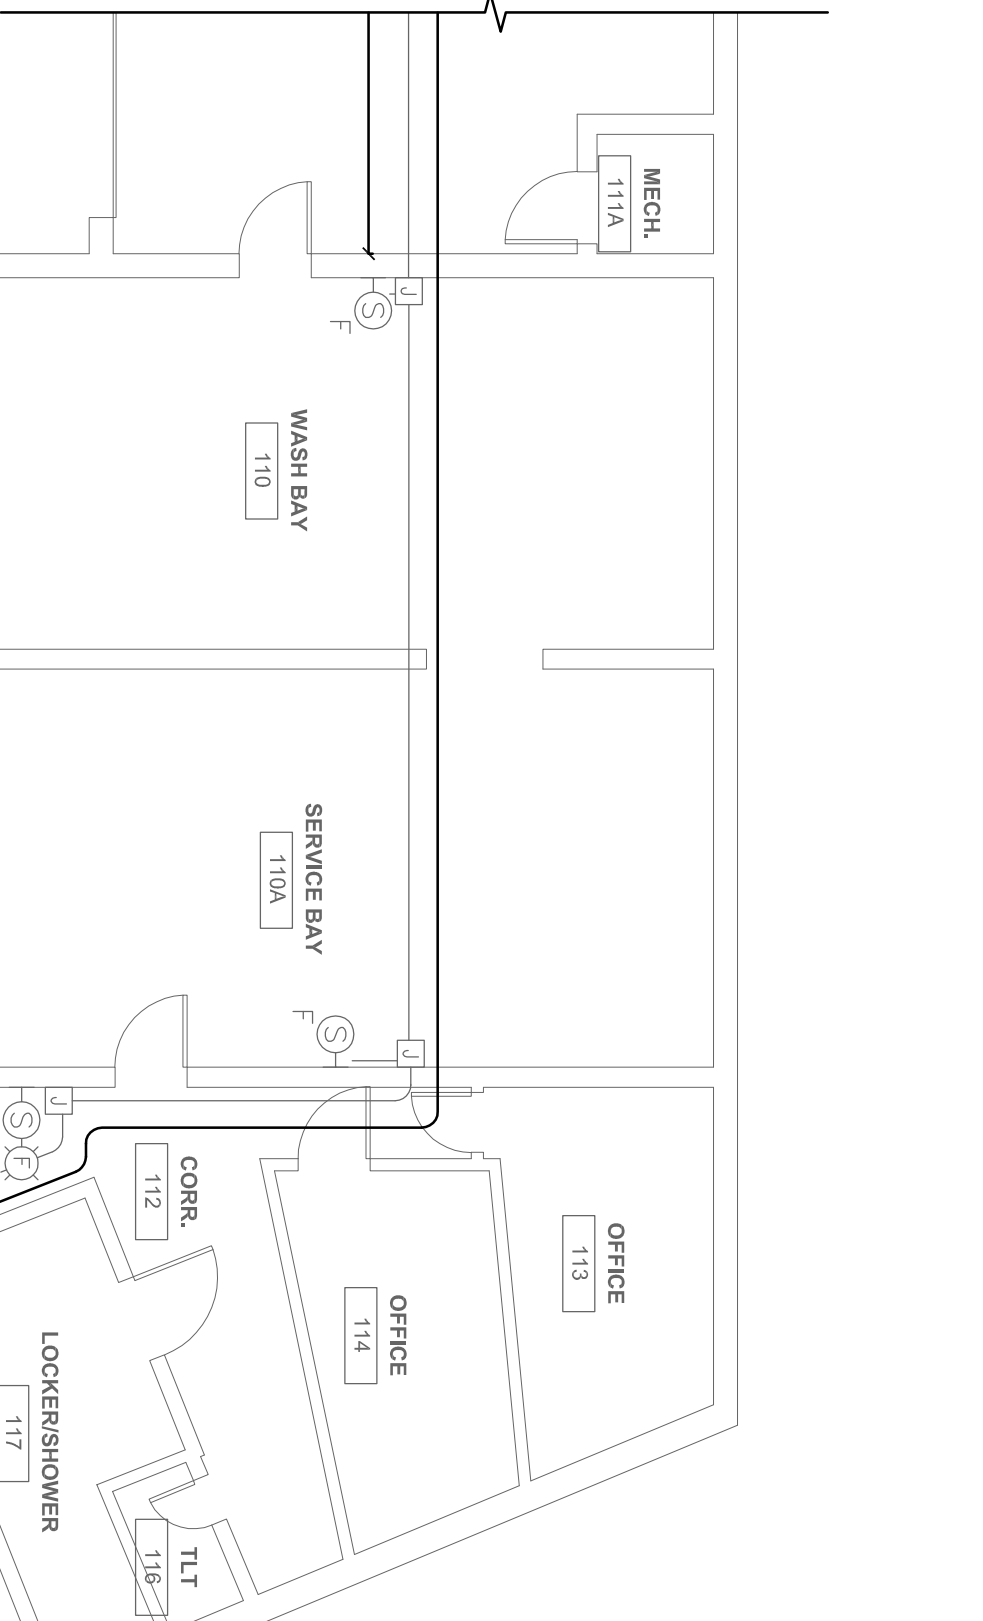 MECH.
111A
J
S
F
WASH BAY
110
SERVICE BAY
110A
S
F
J
J
S
F
CORR.
112
OFFICE
113
OFFICE
114
LOCKER/SHOWER
117
TLT
116